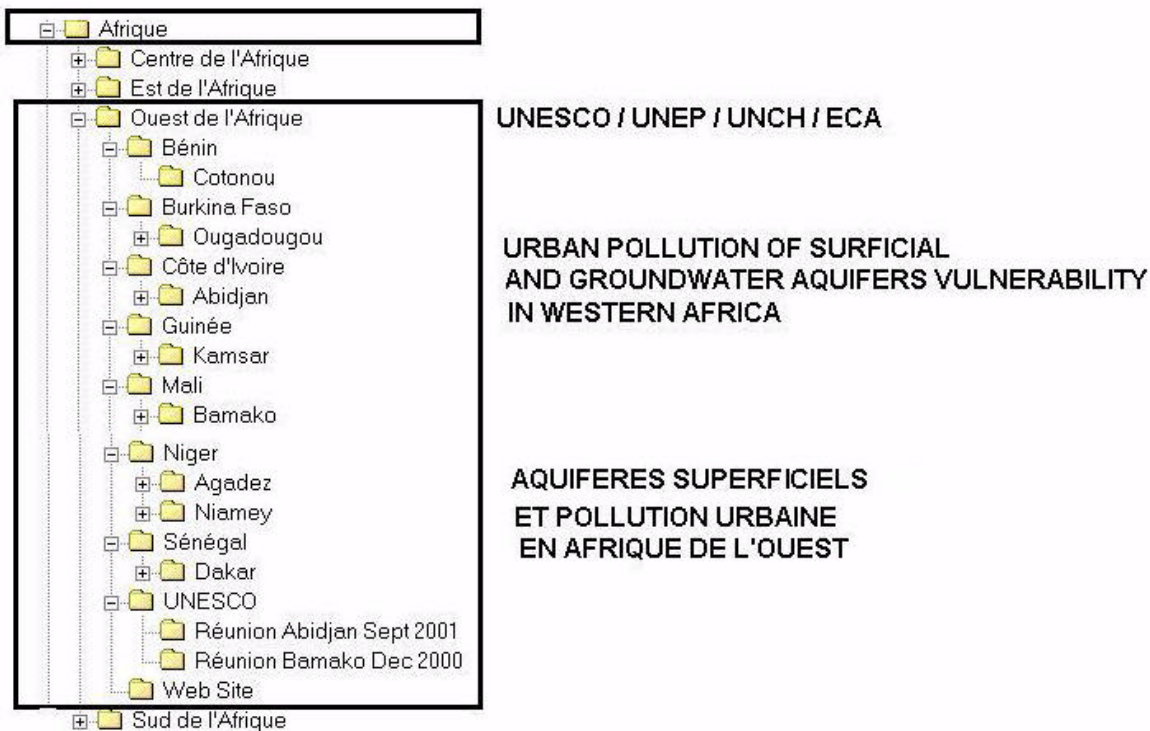 Afrique
Centre de l'Afrique
Est de l'Afrique
Ouest de l'Afrique
Bénin
Cotonou
Burkina Faso
Ougadougou
Côte d'Ivoire
Abidjan
Guinée
Kamsar
Mali
Bamako
Niger
Agadez
Niamey
Sénégal
Dakar
UNESCO
Réunion Abidjan Sept 2001
Réunion Bamako Dec 2000
Web Site
Sud de l'Afrique
UNESCO / UNEP / UNCH / ECA
URBAN POLLUTION OF SURFICIAL
AND GROUNDWATER AQUIFERS VULNERABILITY
IN WESTERN AFRICA
AQUIFERES SUPERFICIELS
ET POLLUTION URBAINE
EN AFRIQUE DE L'OUEST